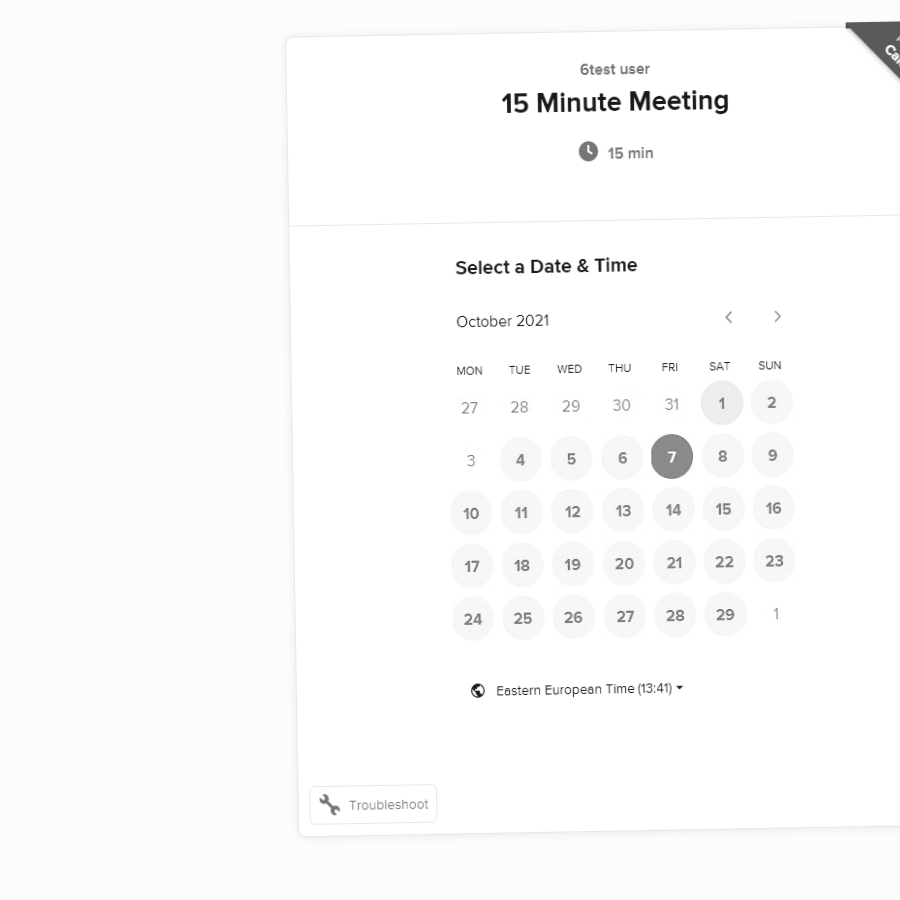 6test user
15 Minute Meeting
15 min
Select a Date & Time
October 2021
MON TUE WED THU FRI SAT SUN
27 28 29 30 31 1 2
3 4 5 6 7 8 9
10 11 12 13 14 15 16
17 18 19 20 21 22 23
24 25 26 27 28 29 1
Eastern European Time (13:41)
Troubleshoot